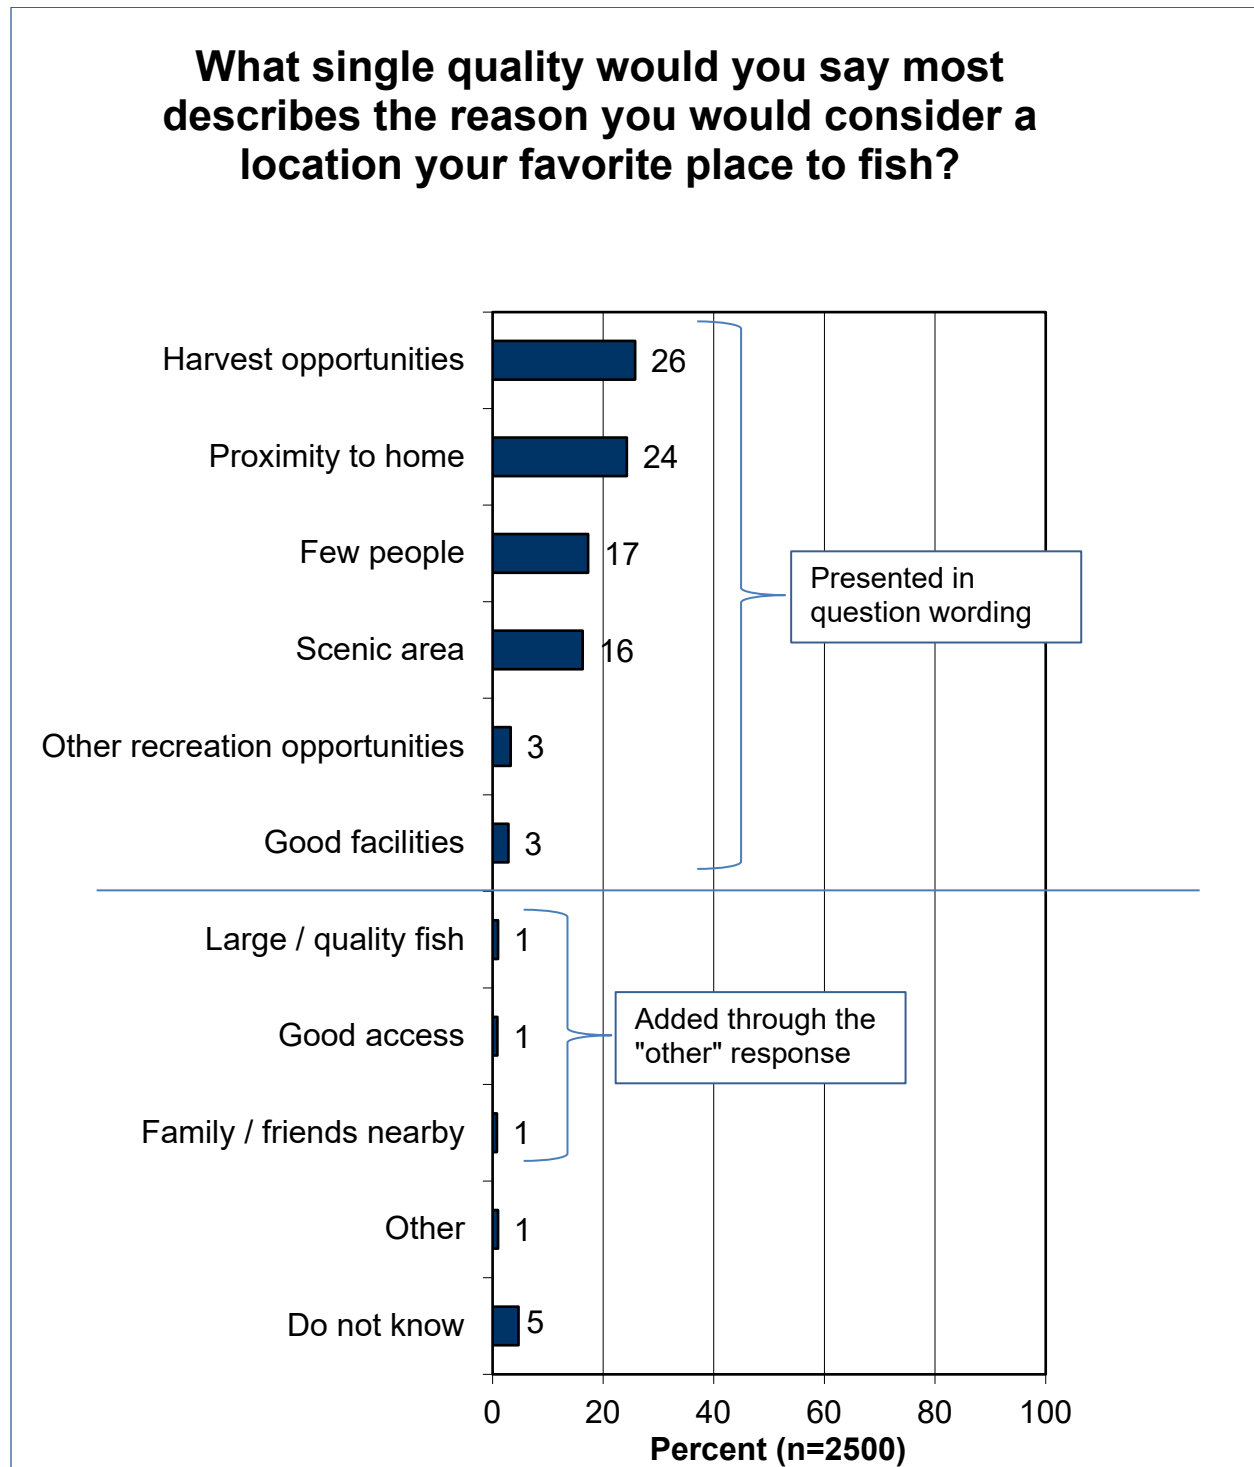 What single quality would you say most
describes the reason you would consider a
location your favorite place to fish?
Harvest opportunities 26
Proximity to home 24
Few people 17
Scenic area 16
Other recreation opportunities 3
Good facilities 3
Presented in
question wording
Large / quality fish 1
Good access 1
Family / friends nearby 1
Added through the
"other" response
Other 1
Do not know 5
0 20 40 60 80 100
Percent (n=2500)